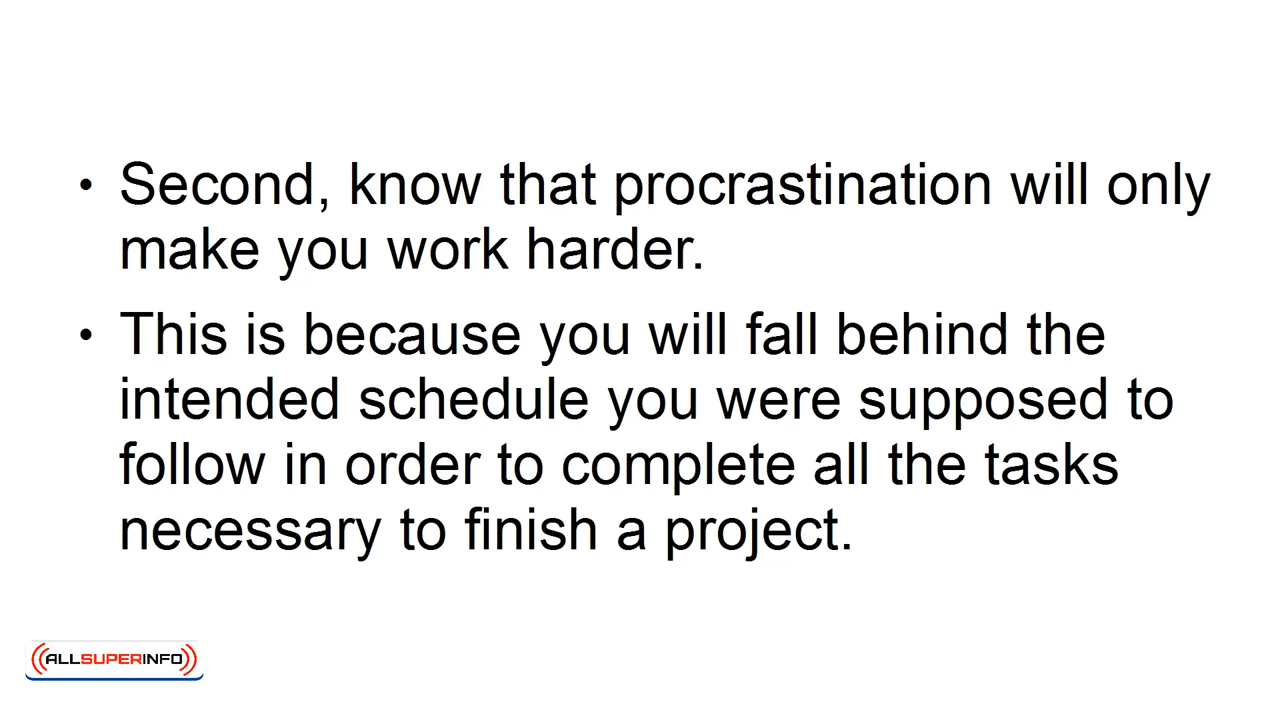 • Second, know that procrastination will only
make you work harder.
• This is because you will fall behind the
intended schedule you were supposed to
follow in order to complete all the tasks
necessary to finish a project.
ALLSUPERINFO